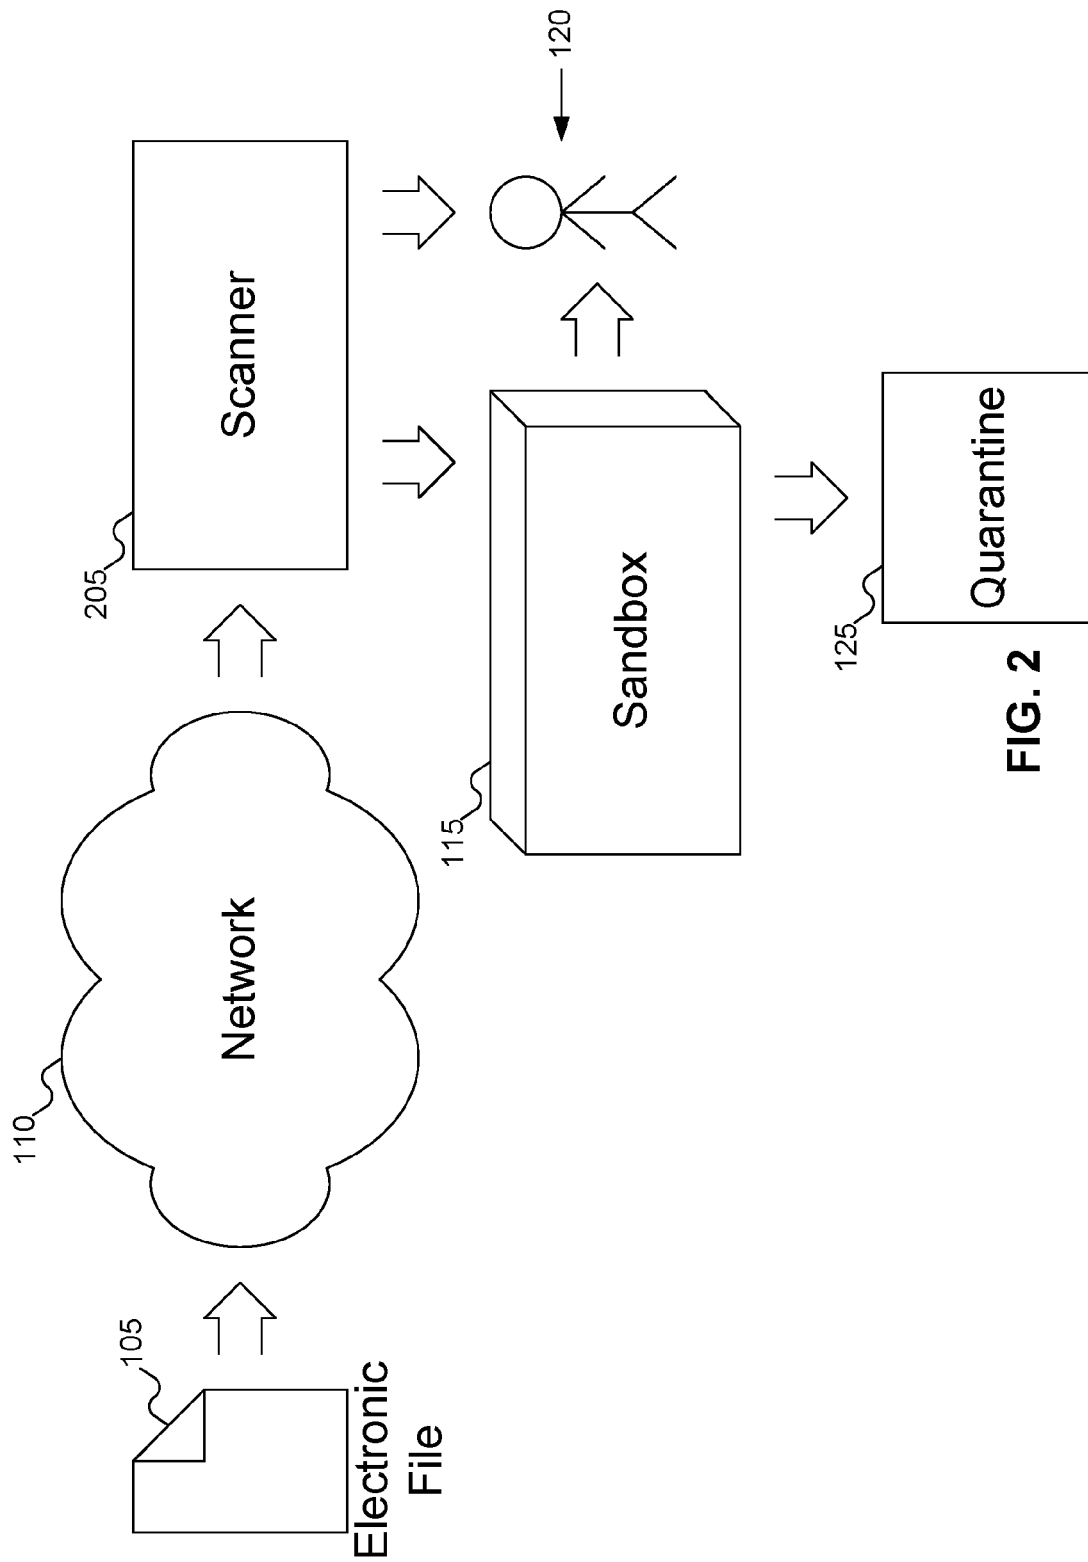 110
Network
205
Scanner
105
Electronic
File
115
Sandbox
120
125
Quarantine
FIG. 2